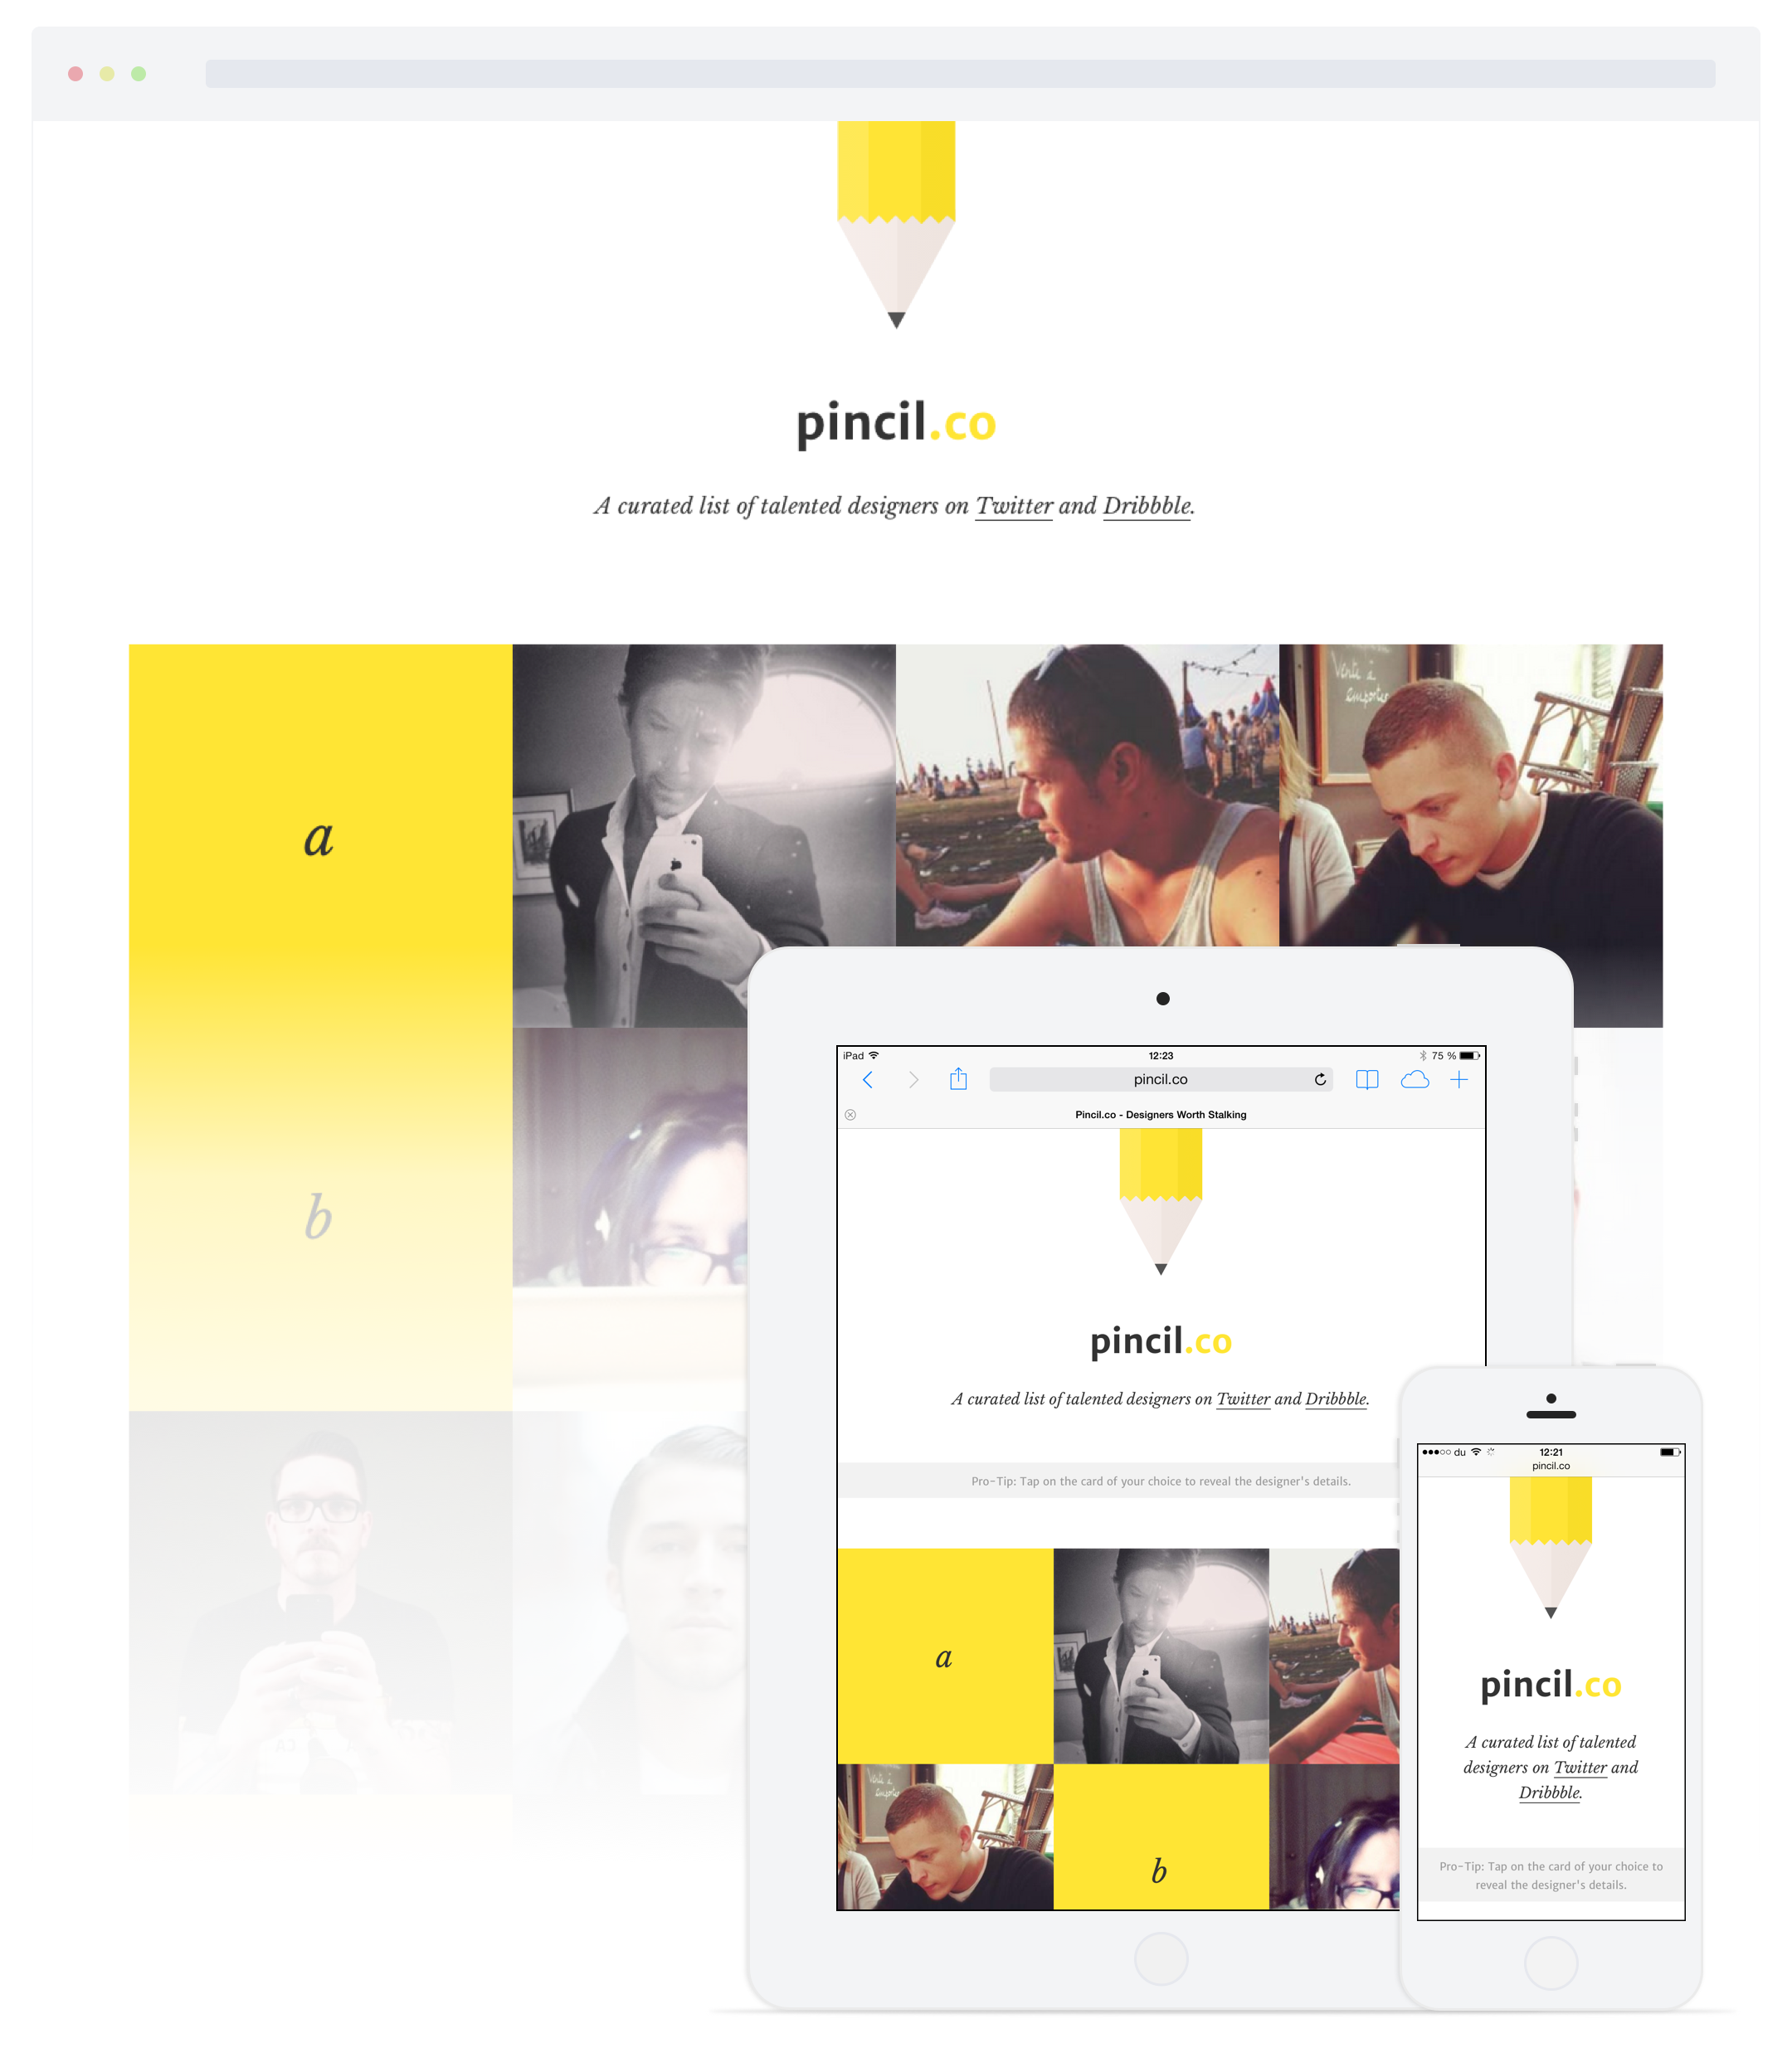 pincil.co
A curated list of talented designers on Twitter and Dribbble.
a
Vente à
emporter
b
iPad
12:23
75 %
pincil.co
Pincil.co - Designers Worth Stalking
pincil.co
A curated list of talented designers on Twitter and Dribbble.
Pro-Tip: Tap on the card of your choice to reveal the designer's details.
a
Vente à
emporter
b
du
12:21
pincil.co
pincil.co
A curated list of talented
designers on Twitter and
Dribbble.
Pro-Tip: Tap on the card of your choice to
reveal the designer's details.